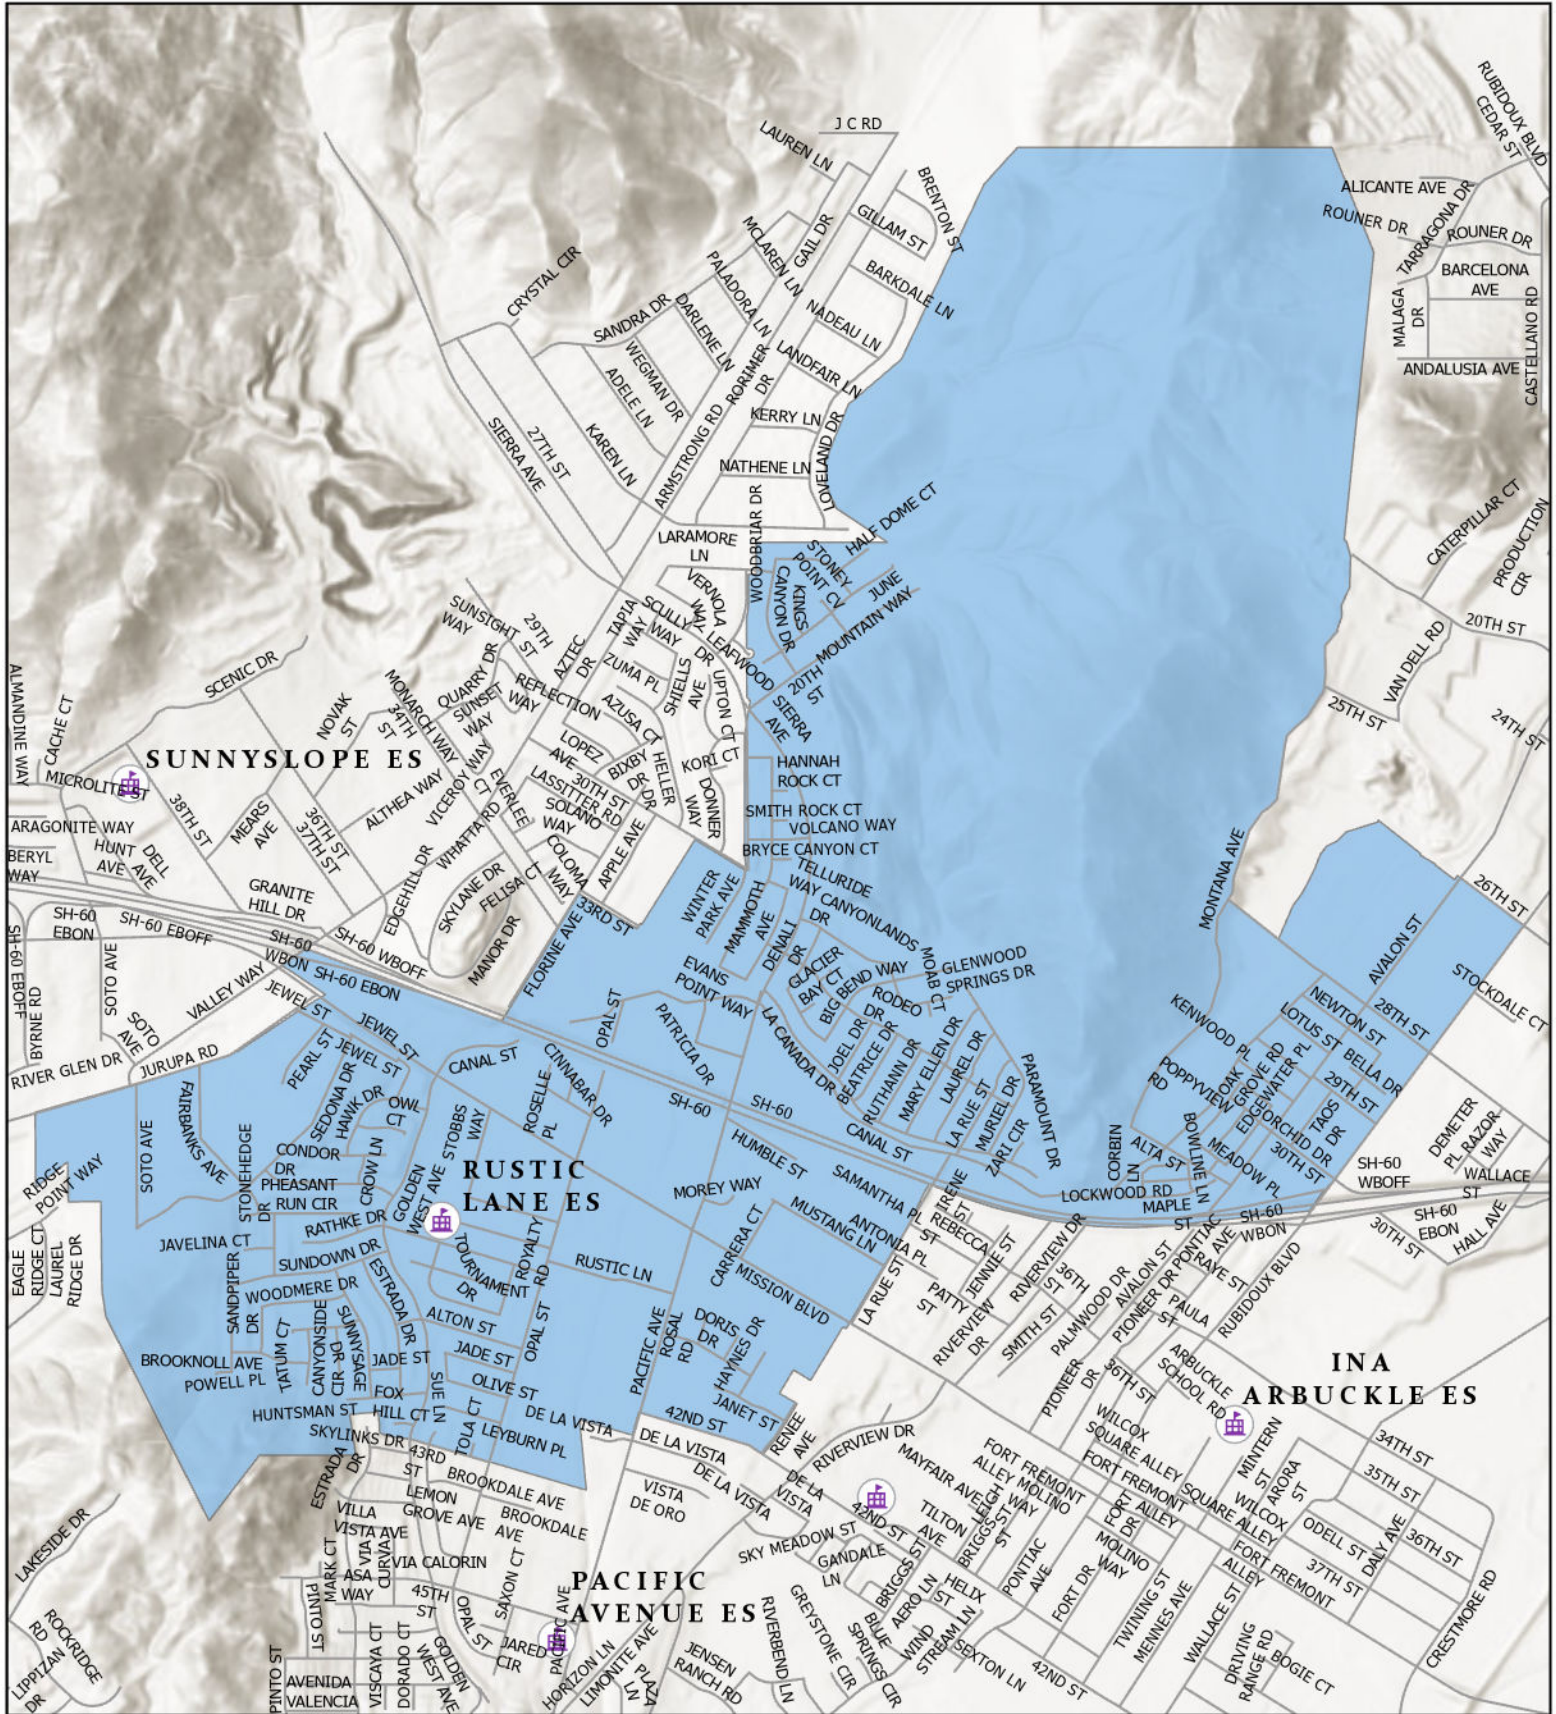 J C RD
LAUREN LN
RUBIDOUX BLVD
CEDAR ST
BRENTON ST
GILLAM ST
GAIL DR
MCLAREN LN
ALICANTE AVE
ROUNER DR
TARRAGONA DR
ROUNER DR
BARCELONA
AVE
MALAGA
DR
CASTELLANO RD
ANDALUSIA AVE
CRYSTAL CIR
PALADORA LN
BARKDALE LN
SANDRA DR
DARLENE LN
NADEAU LN
WEGMAN DR
ADELE LN
LANDFAIR LN
RORIMER
DR
ARMSTRONG RD
KERRY LN
LOVELAND DR
NATHENE LN
KAREN LN
27TH ST
SIERRA AVE
WOODBRIAR DR
HALF DOME CT
LARAMORE
LN
STONEY
POINT CV
KINGS
CANYON DR
JUNE
MOUNTAIN WAY
CATERPILLAR CT
PRODUCTION
CIR
20TH ST
VAN DELL RD
25TH ST
24TH ST
VERNOLA
WAY
SCULLY
WAY
LEAFWOOD
DR
TAPIA
WAY
ZUMA PL
SHELLS
AVE
UPTON CT
20TH
ST
SIERRA
AVE
SUNSIGHT
WAY
29TH
ST
AZTEC
DR
QUARRY DR
SUNSET
WAY
REFLECTION
WAY
AZUSA CT
MONARCH WAY
34TH
ST
NOVAK
ST
SCENIC DR
ALMANDINE WAY
CACHE CT
SUNNYSLOPE ES
MICROLITE ST
LOPEZ
AVE
BIXBY
DR
HELLER
DR
KORI CT
DONNER
WAY
HANNAH
ROCK CT
SMITH ROCK CT
VOLCANO WAY
BRYCE CANYON CT
30TH ST
LASSITTER RD
SOLANO
WAY
EVERLEE
CT
VICEROY WAY
ALTHEA WAY
WHATTA RD
COLOMA
WAY
APPLE AVE
38TH ST
MEARS
AVE
36TH ST
37TH ST
ARAGONITE WAY
HUNT
AVE
DELL
AVE
BERYL
WAY
GRANITE
HILL DR
EDGEHILL DR
SKYLANE DR
FELISA CT
MANOR DR
33RD ST
FLORINE AVE
WINTER
PARK AVE
MAMMOTH
AVE
TELLURIDE
WAY
CANYONLANDS
DR
DENALI
DR
GLACIER
BAY CT
BIG BEND WAY
MOAB CT
GLENWOOD
SPRINGS DR
RODEO
DR
EVANS
POINT WAY
MONTANA AVE
26TH ST
AVALON ST
STOCKDALE CT
NEWTON ST
28TH ST
LOTUS ST
BELLA DR
29TH ST
KENWOOD PL
POPPYVIEW
RD
OAK
GROVE RD
EDGEWATER PL
ORCHID DR
TAOS
DR
30TH ST
MEADOW PL
BOWLINE LN
ALTA ST
CORBIN
LN
LOCKWOOD RD
MAPLE
ST
SH-60
EBON
SH-60 EBOFF
SH-60
WBON
SH-60 WBOFF
SH-60 EBON
SH-60 EBOFF
BYRNE RD
SOTO AVE
SOTO
AVE
VALLEY WAY
JEWEL ST
JEWEL ST
JEWEL ST
PEARL ST
RIVER GLEN DR
JURUPA RD
CANAL ST
OPAL ST
PATRICIA DR
LA CANADA DR
JOEL DR
BEATRICE DR
RUTHANN DR
MARY ELLEN DR
LAUREL DR
LA RUE ST
MURIEL DR
ZARI CIR
PARAMOUNT DR
CINNABAR DR
ROSELLE
PL
SH-60
SH-60
CANAL ST
HUMBLE ST
FAIRBANKS AVE
SEDONA DR
HAWK DR
OWL
CT
STOBBS
WAY
CONDOR
DR
CROW LN
PHEASANT
RUN CIR
STONEHEDGE
DR
SOTO AVE
RIDGE
POINT WAY
GOLDEN
WEST AVE
RUSTIC
LANE ES
MOREY WAY
SAMANTHA PL
MUSTANG LN
ANTONIA PL
IRENE
CT
REBECCA
ST
JENNIE ST
PATTY
ST
LA RUE ST
CARRERA CT
MISSION BLVD
RATHKE DR
JAVELINA CT
SUNDOWN DR
WOODMERE DR
SANDPIPER
DR
ESTRADA DR
TOURNAMENT
DR
ROYALTY
RD
RUSTIC LN
ALTON ST
OPAL ST
JADE ST
JADE ST
OLIVE ST
PACIFIC AVE
ROSAL
RD
DORIS
DR
HAYNES DR
JANET ST
42ND ST
DE LA VISTA
DE LA VISTA
DE LA VISTA
DE LA
VISTA
RENEE
AVE
RIVERVIEW DR
EAGLE
RIDGE CT
LAUREL
RIDGE DR
BROOKNOLL AVE
POWELL PL
TATUM CT
CANYONSIDE
DR
CIR
SUNNYSAGE
FOX
HILL CT
HUNTSMAN ST
SKYLINKS DR
SUE LN
TOLA CT
LEYBURN PL
ESTRADA
DR
43RD
ST
BROOKDALE AVE
BROOKDALE
AVE
LEMON
GROVE AVE
VILLA
VISTA AVE
VISTA
DE ORO
MARK CT
ASA
WAY
VIA
CURVA
VIA CALORIN
45TH
ST
PINTO ST
PINTO ST
SAXON CT
OPAL ST
JARED
CIR
PACIFIC AVE
PACIFIC
AVENUE ES
HORIZON LN
LIMONITE AVE
PLAZA
LN
JENSEN
RANCH RD
AVENIDA
VALENCIA
VISCAYA CT
DORADO CT
GOLDEN
WEST AVE
LAKESIDE DR
ROCKRIDGE
RD
LIPPIZAN
DR
RIVERVIEW
DR
RIVERVIEW DR
36TH
ST
SMITH ST
PALMWOOD DR
AVALON ST
PIONEER DR
PONTIAC
AVE
RAYE ST
PAULA
ST
RUBIDOUX BLVD
SH-60
WBON
SH-60
WBOFF
SH-60
EBON
30TH ST
HALL AVE
WALLACE
ST
DEMETER
PL
RAZOR
WAY
INA
ARBUCKLE ES
ARBUCKLE
SCHOOL RD
PIONEER
DR
36TH ST
WILCOX
SQUARE ALLEY
FORT FREMONT
ALLEY
FORT FREMONT
ALLEY
MOLINO
WAY
SQUARE ALLEY
WILCOX
MINTERN
ST
ARORA
ST
34TH ST
35TH ST
36TH ST
37TH ST
ODELL ST
DALY AVE
FORT FREMONT
ALLEY
FORT
DR
MOLINO
WAY
MAYFAIR AVE
LEIGH
ST
BRIGGS ST
TILTON
AVE
42ND ST
SKY MEADOW ST
GANDALE
LN
BRIGGS ST
AERO LN
HELIX
ST
BLUE
SPRINGS CIR
WIND
STREAM LN
SEXTON LN
GREYSTONE CIR
RIVERBEND LN
PONTIAC
AVE
FORT DR
42ND ST
TWINING ST
MENNES AVE
WALLACE ST
DRIVING
RANGE RD
BOGIE CT
CRESTMORE RD